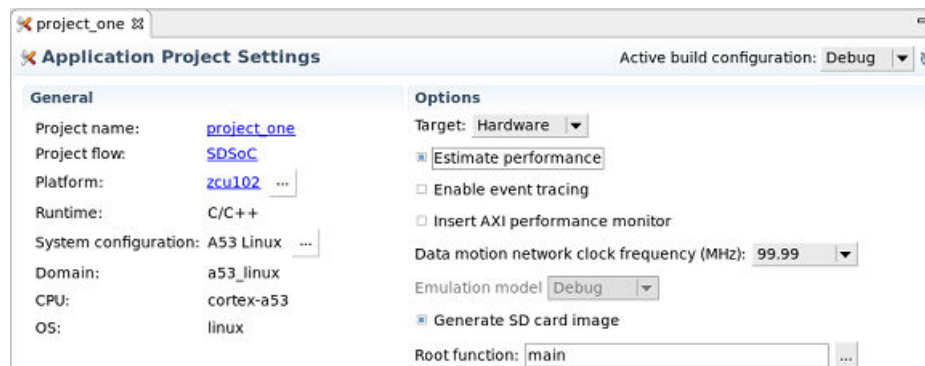 project_one
Application Project Settings
Active build configuration: Debug
General
Project name: project_one
Project flow: SDSoC
Platform: zcu102 ...
Runtime: C/C++
System configuration: A53 Linux ...
Domain: a53_linux
CPU: cortex-a53
OS: linux
Options
Target: Hardware
Estimate performance
Enable event tracing
Insert AXI performance monitor
Data motion network clock frequency (MHz): 99.99
Emulation model Debug
Generate SD card image
Root function: main ...